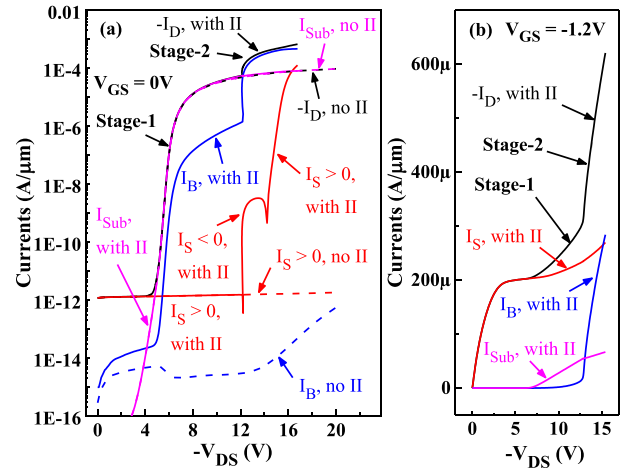 (a)
-I_D, with II
Stage-2
I_Sub, no II
V_GS = 0V
Stage-1
-I_D, no II
I_B, with II
I_S > 0,
with II
I_Sub,
with II
I_S < 0,
with II
I_S > 0, no II
I_S > 0,
with II
I_B, no II
1E-4
1E-6
1E-8
1E-10
1E-12
1E-14
1E-16
Currents (A/μm)
0 4 8 12 16 20
-V_DS (V)
(b) V_GS = -1.2V
-I_D, with II
Stage-2
Stage-1
I_S, with II
I_B, with II
I_Sub, with II
600μ
400μ
200μ
0
Currents (A/μm)
0 5 10 15
-V_DS (V)